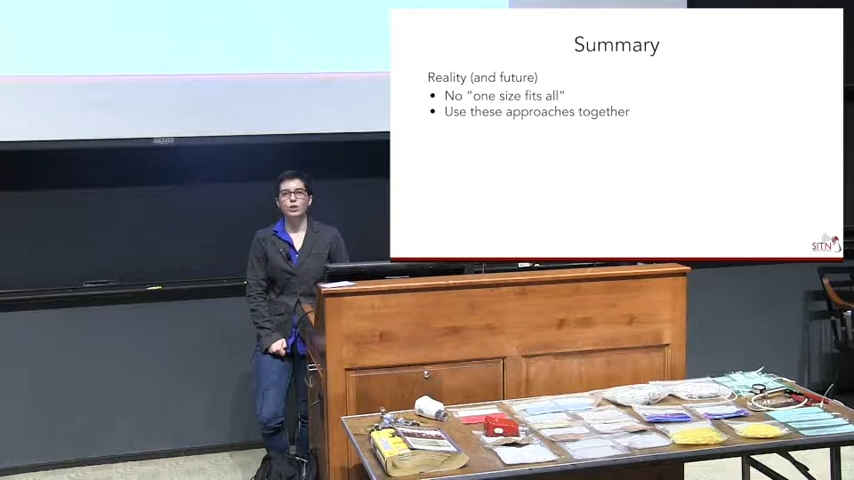 Summary
Reality (and future)
• No “one size fits all”
• Use these approaches together
SITN